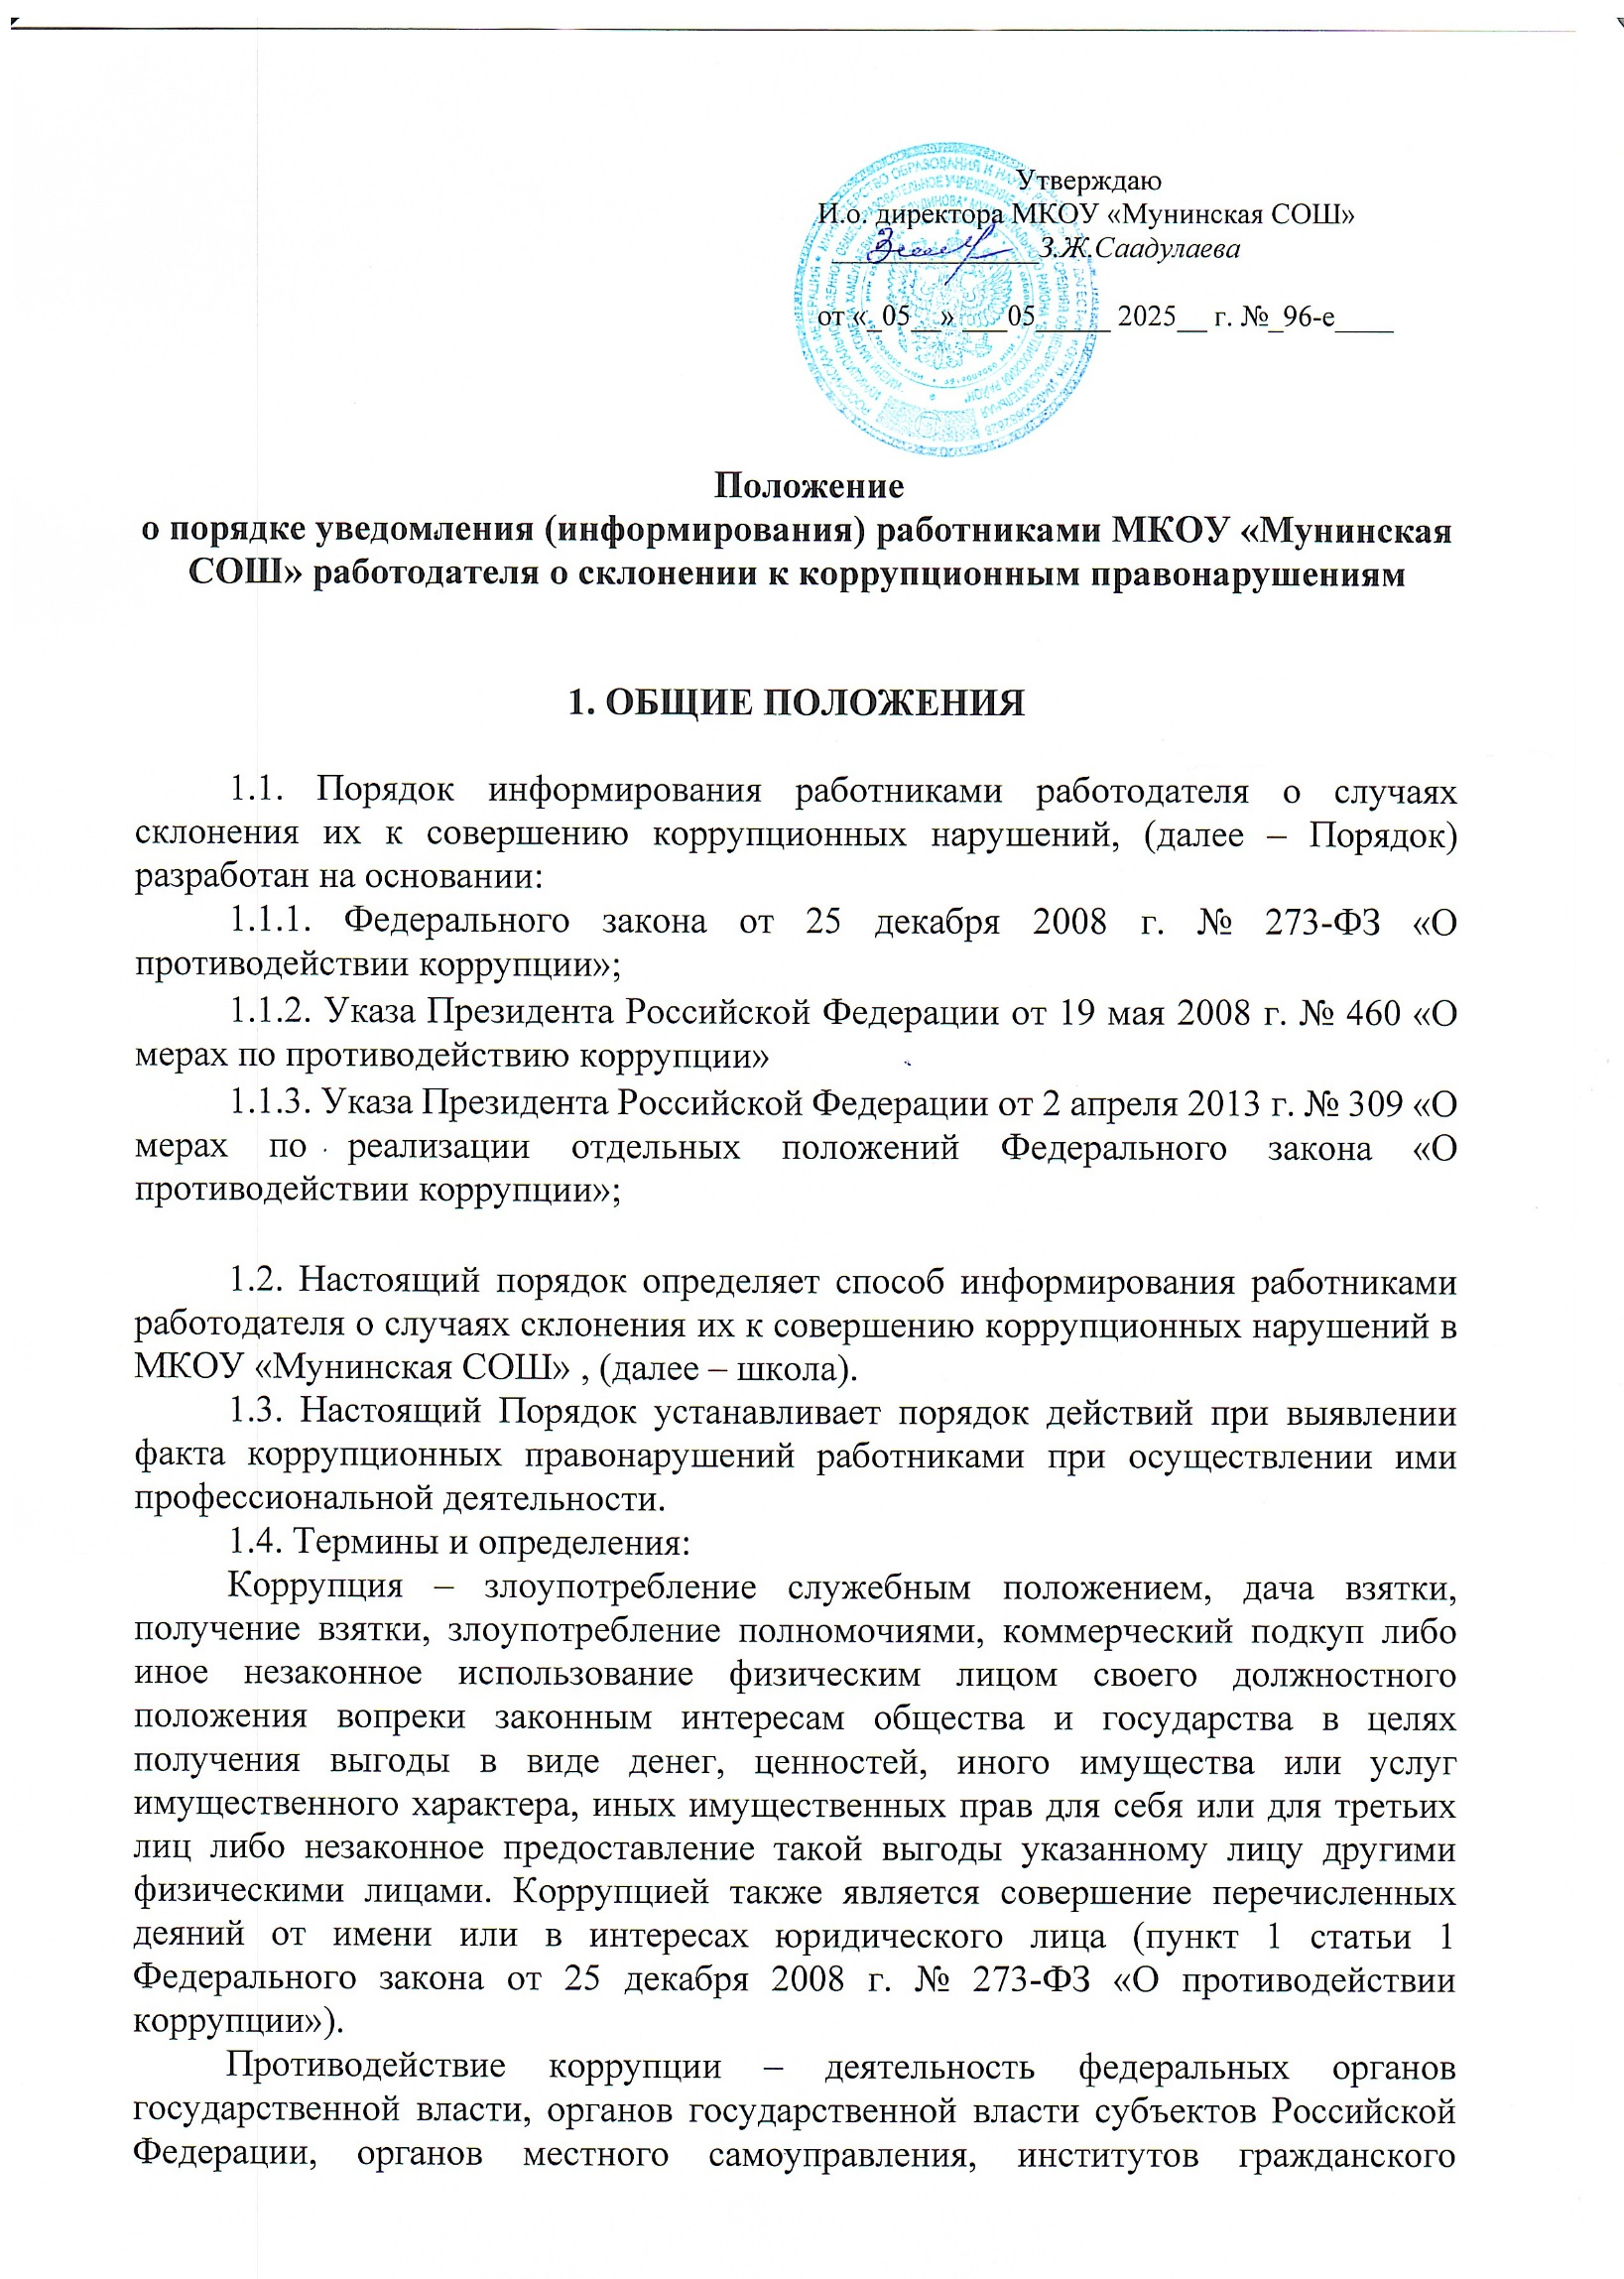 Утверждаю
И.о. директора МКОУ «Мунинская СОШ»
______________З.Ж.Саадулаева
от «_05__» ___05_____ 2025__ г. №_96-е____
Положение
о порядке уведомления (информирования) работниками МКОУ «Мунинская
СОШ» работодателя о склонении к коррупционным правонарушениям
1. ОБЩИЕ ПОЛОЖЕНИЯ
1.1. Порядок информирования работниками работодателя о случаях
склонения их к совершению коррупционных нарушений, (далее – Порядок)
разработан на основании:
1.1.1. Федерального закона от 25 декабря 2008 г. № 273-ФЗ «О
противодействии коррупции»;
1.1.2. Указа Президента Российской Федерации от 19 мая 2008 г. № 460 «О
мерах по противодействию коррупции»
1.1.3. Указа Президента Российской Федерации от 2 апреля 2013 г. № 309 «О
мерах по реализации отдельных положений Федерального закона «О
противодействии коррупции»;
1.2. Настоящий порядок определяет способ информирования работниками
работодателя о случаях склонения их к совершению коррупционных нарушений в
МКОУ «Мунинская СОШ» , (далее – школа).
1.3. Настоящий Порядок устанавливает порядок действий при выявлении
факта коррупционных правонарушений работниками при осуществлении ими
профессиональной деятельности.
1.4. Термины и определения:
Коррупция – злоупотребление служебным положением, дача взятки,
получение взятки, злоупотребление полномочиями, коммерческий подкуп либо
иное незаконное использование физическим лицом своего должностного
положения вопреки законным интересам общества и государства в целях
получения выгоды в виде денег, ценностей, иного имущества или услуг
имущественного характера, иных имущественных прав для себя или для третьих
лиц либо незаконное предоставление такой выгоды указанному лицу другими
физическими лицами. Коррупцией также является совершение перечисленных
деяний от имени или в интересах юридического лица (пункт 1 статьи 1
Федерального закона от 25 декабря 2008 г. № 273-ФЗ «О противодействии
коррупции»).
Противодействие коррупции – деятельность федеральных органов
государственной власти, органов государственной власти субъектов Российской
Федерации, органов местного самоуправления, институтов гражданского